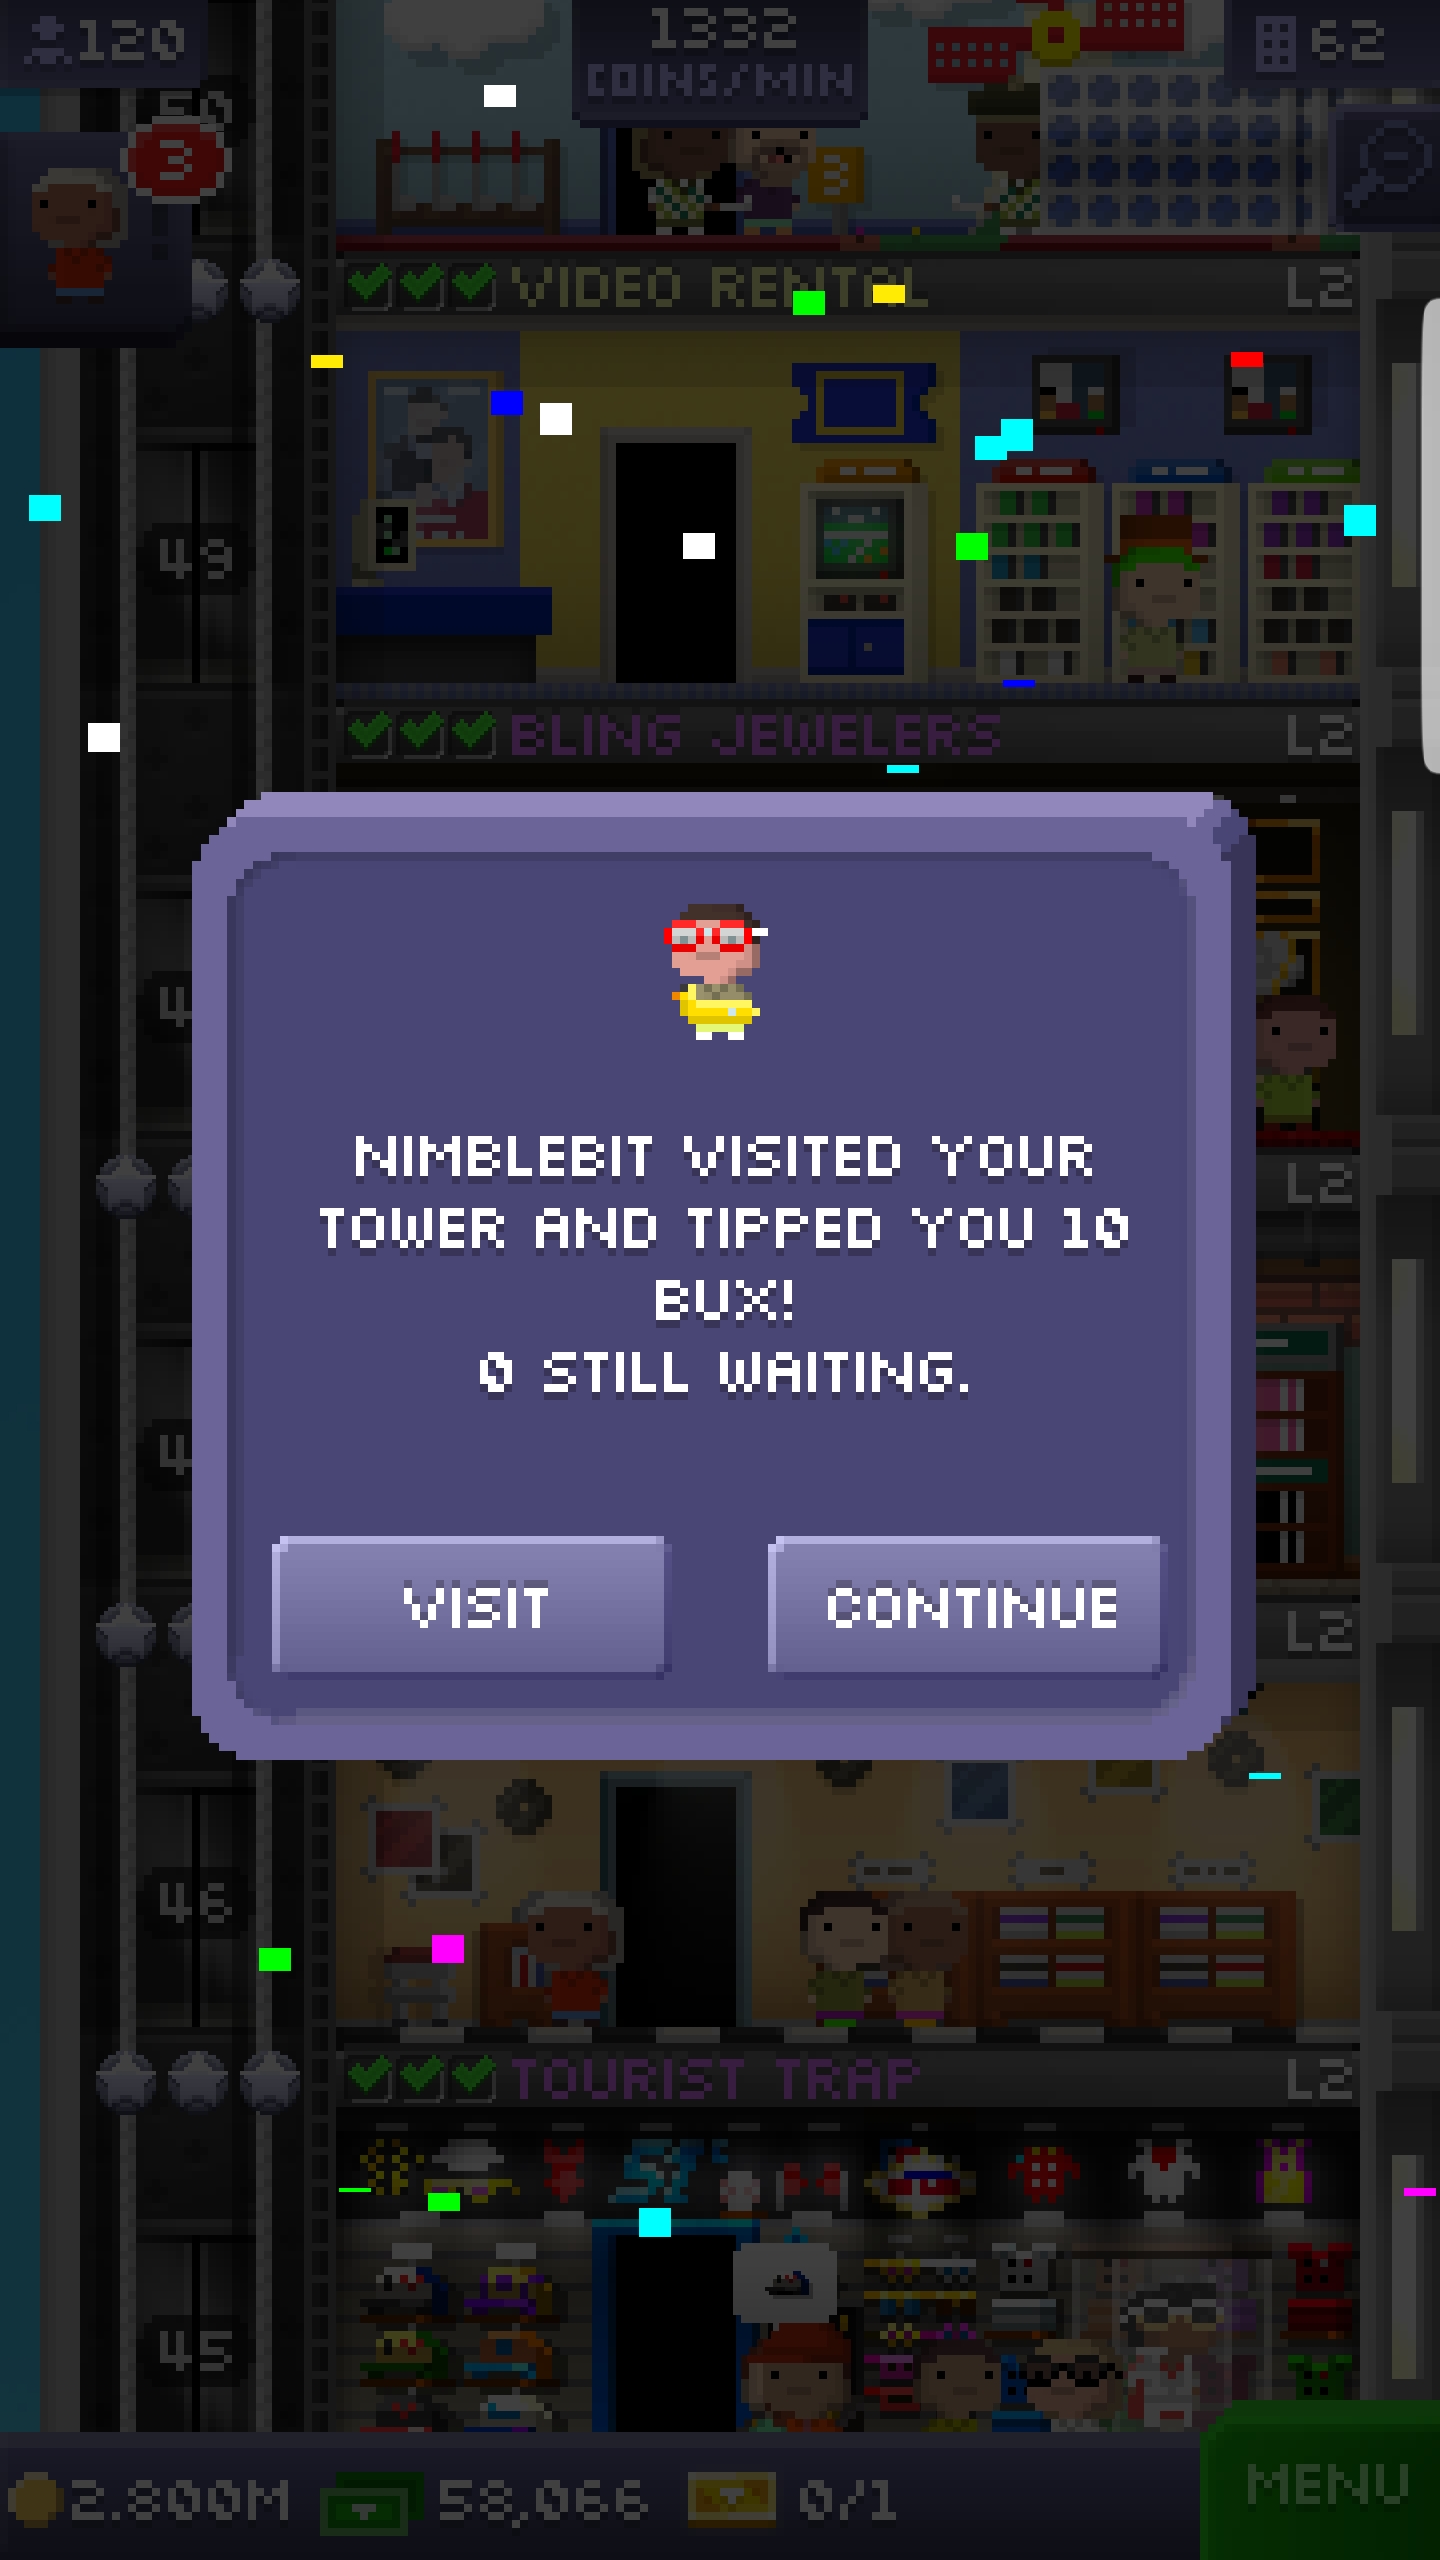 120
1332
COINS/MIN
62
50
3
VIDEO RENTAL
L2
3
49
BLING JEWELERS
L2
NIMBLEBIT VISITED YOUR
TOWER AND TIPPED YOU 10
BUX!
0 STILL WAITING.
L2
VISIT
CONTINUE
L2
46
TOURIST TRAP
L2
45
2.800M
58,066
0/1
MENU